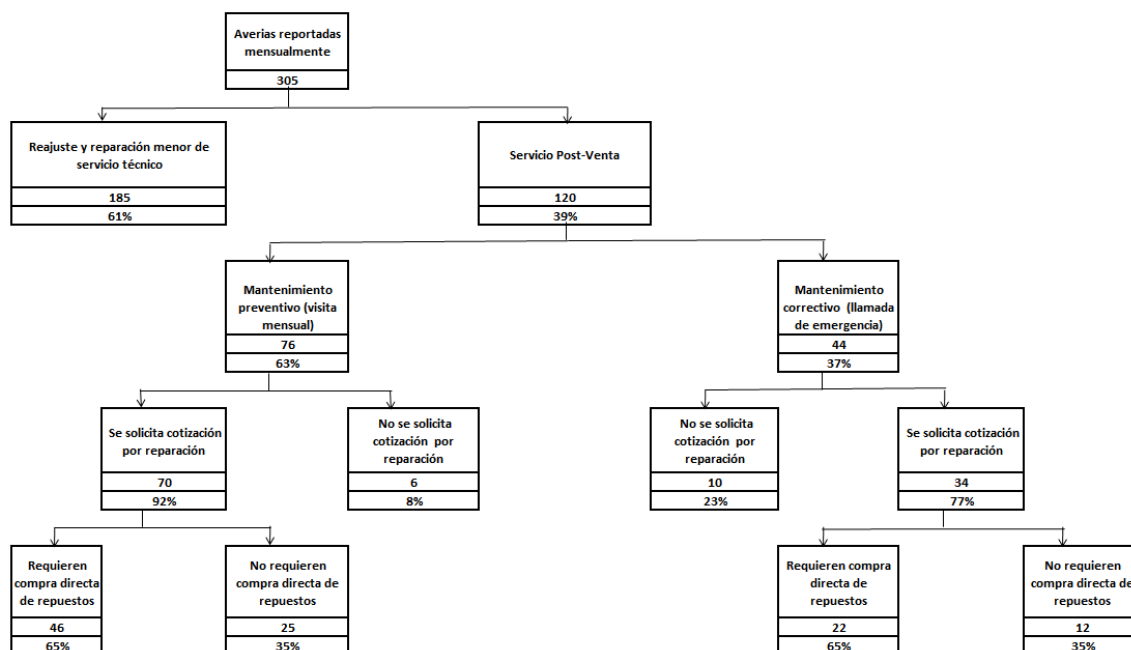 Averias reportadas
mensualmente
305
Reajuste y reparación menor de
servicio técnico
185
61%
Servicio Post-Venta
120
39%
Mantenimiento
preventivo (visita
mensual)
76
63%
Mantenimiento
correctivo (llamada
de emergencia)
44
37%
Se solicita cotización
por reparación
70
92%
No se solicita
cotización por
reparación
6
8%
No se solicita
cotización por
reparación
10
23%
Se solicita cotización
por reparación
34
77%
Requieren
compra directa
de repuestos
46
65%
No requieren
compra directa de
repuestos
25
35%
Requieren compra
directa de
repuestos
22
65%
No requieren
compra directa de
repuestos
12
35%